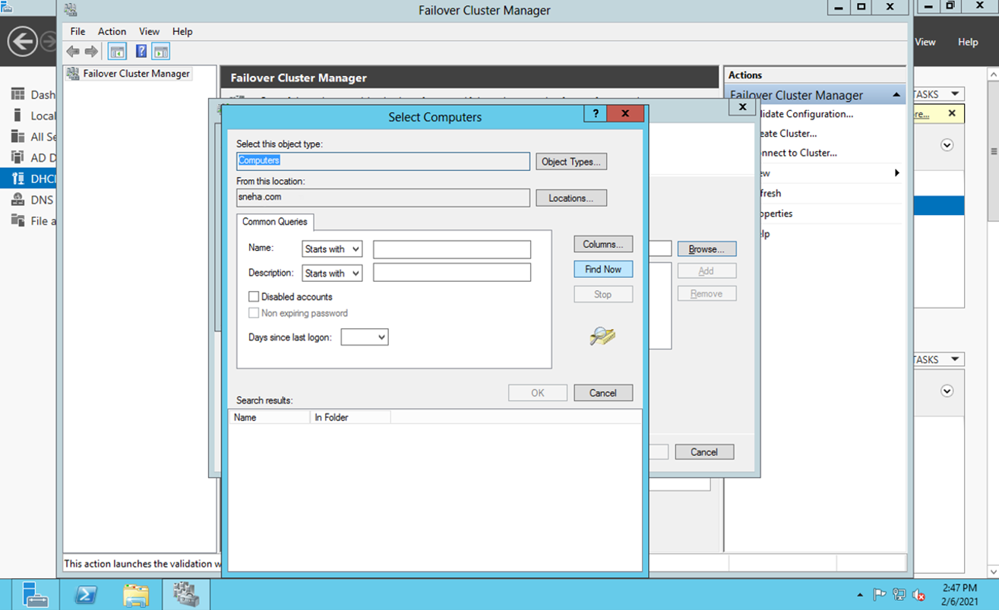 Failover Cluster Manager
File Action View Help
View Help
Failover Cluster Manager
Failover Cluster Manager
Actions
Failover Cluster Manager
lidate Configuration...
eate Cluster...
nnect to Cluster...
ew
fresh
operties
elp
Dash
Local
All Se
AD D
DHC
DNS
File a
TASKS
re...
TASKS
Select Computers
?
Select this object type:
Computers
Object Types...
From this location:
sneha.com
Locations...
Common Queries
Name: Starts with
Description: Starts with
Disabled accounts
Non expiring password
Days since last logon:
Columns...
Find Now
Stop
OK Cancel
Search results:
Name In Folder
Browse...
Add
Remove
Cancel
This action launches the validation w
2:47 PM
2/6/2021